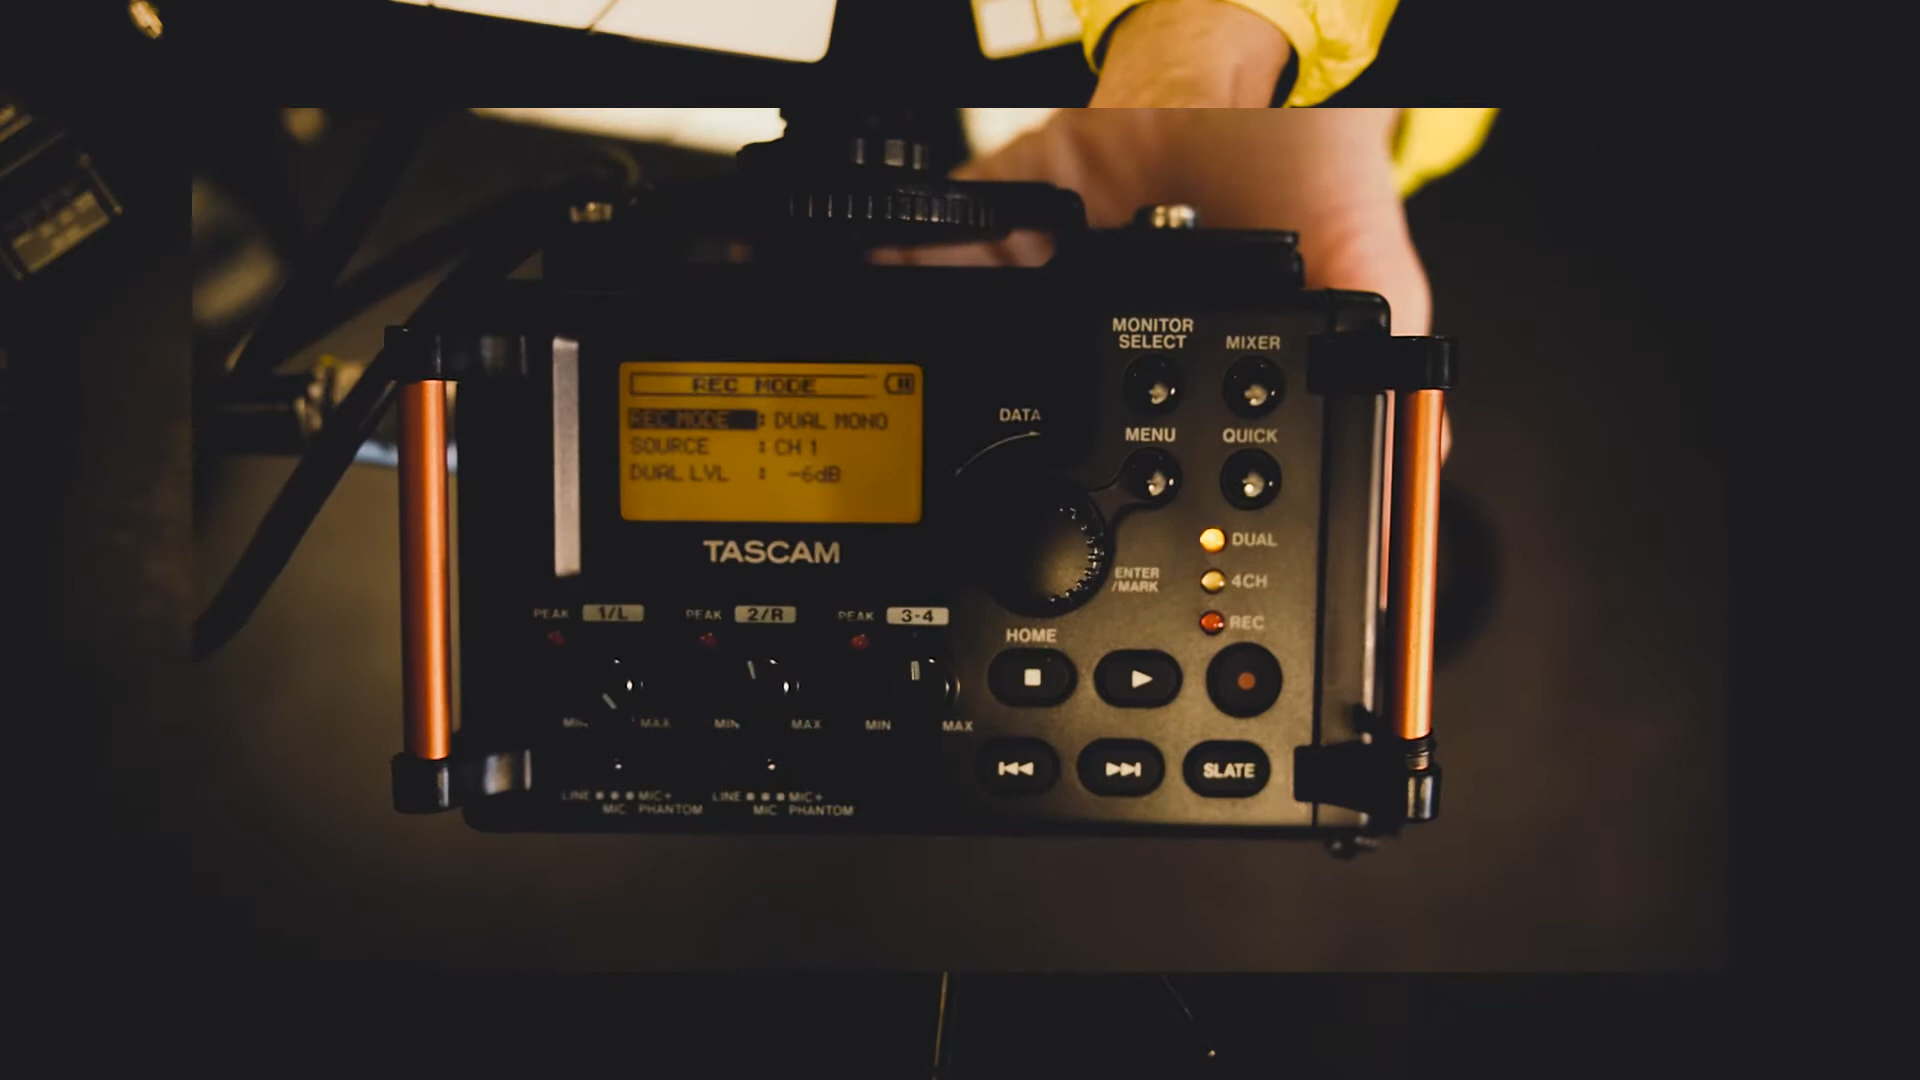 MONITOR
SELECT
MIXER
REC MODE
REC MODE : DUAL MONO
SOURCE : CH 1
DUAL LVL : -6dB
DATA
MENU
QUICK
TASCAM
DUAL
ENTER
/MARK
4CH
REC
PEAK 1/L
PEAK 2/R
PEAK 3-4
HOME
MIN MAX
MIN MAX
MIN MAX
SLATE
LINE MIC+
MIC PHANTOM
LINE MIC+
MIC PHANTOM